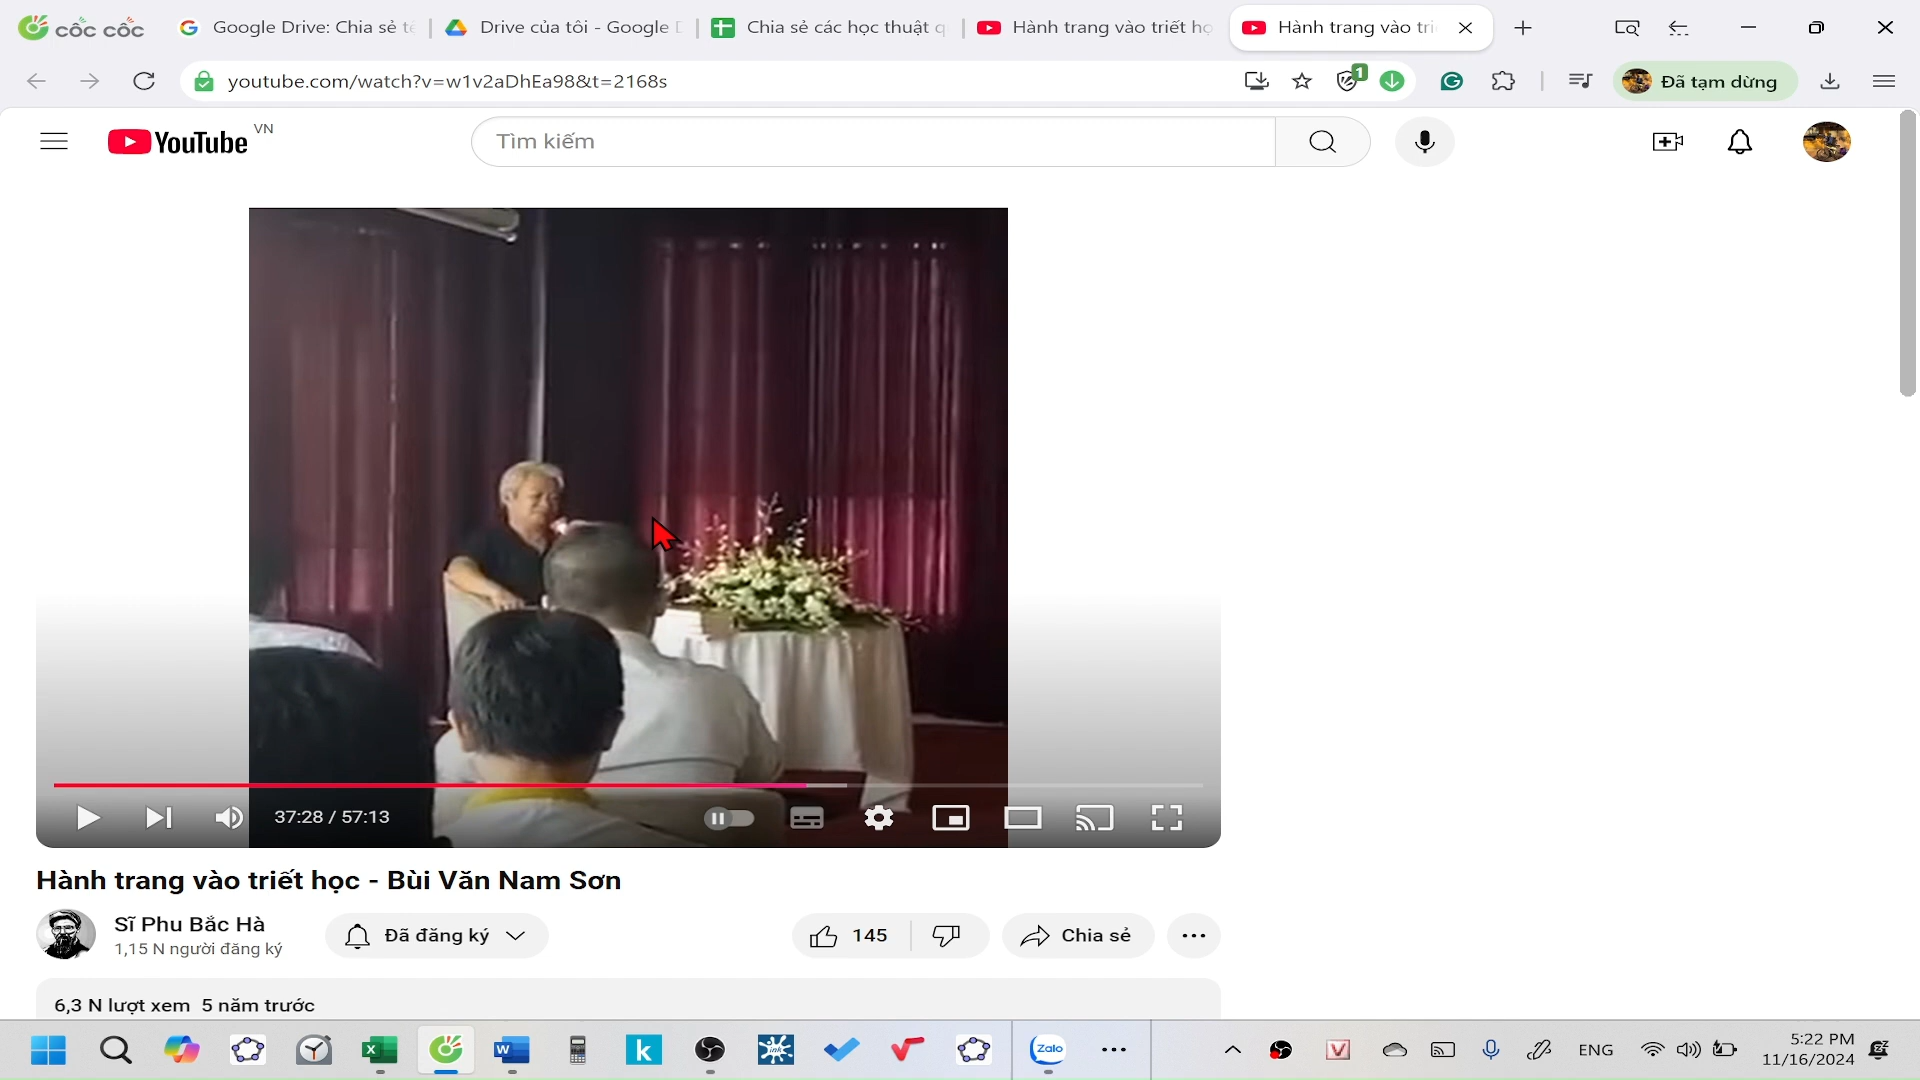 cốc cốc
Google Drive: Chia sẻ tệ
Drive của tôi - Google D
Chia sẻ các học thuật q
Hành trang vào triết họ
Hành trang vào tri
youtube.com/watch?v=w1v2aDhEa98&t=2168s
1
Đã tạm dừng
YouTube VN
Tìm kiếm
37:28 / 57:13
Hành trang vào triết học - Bùi Văn Nam Sơn
Sĩ Phu Bắc Hà
1,15 N người đăng ký
Đã đăng ký
145
Chia sẻ
6,3 N lượt xem 5 năm trước
ink
Zalo
ENG
5:22 PM
11/16/2024